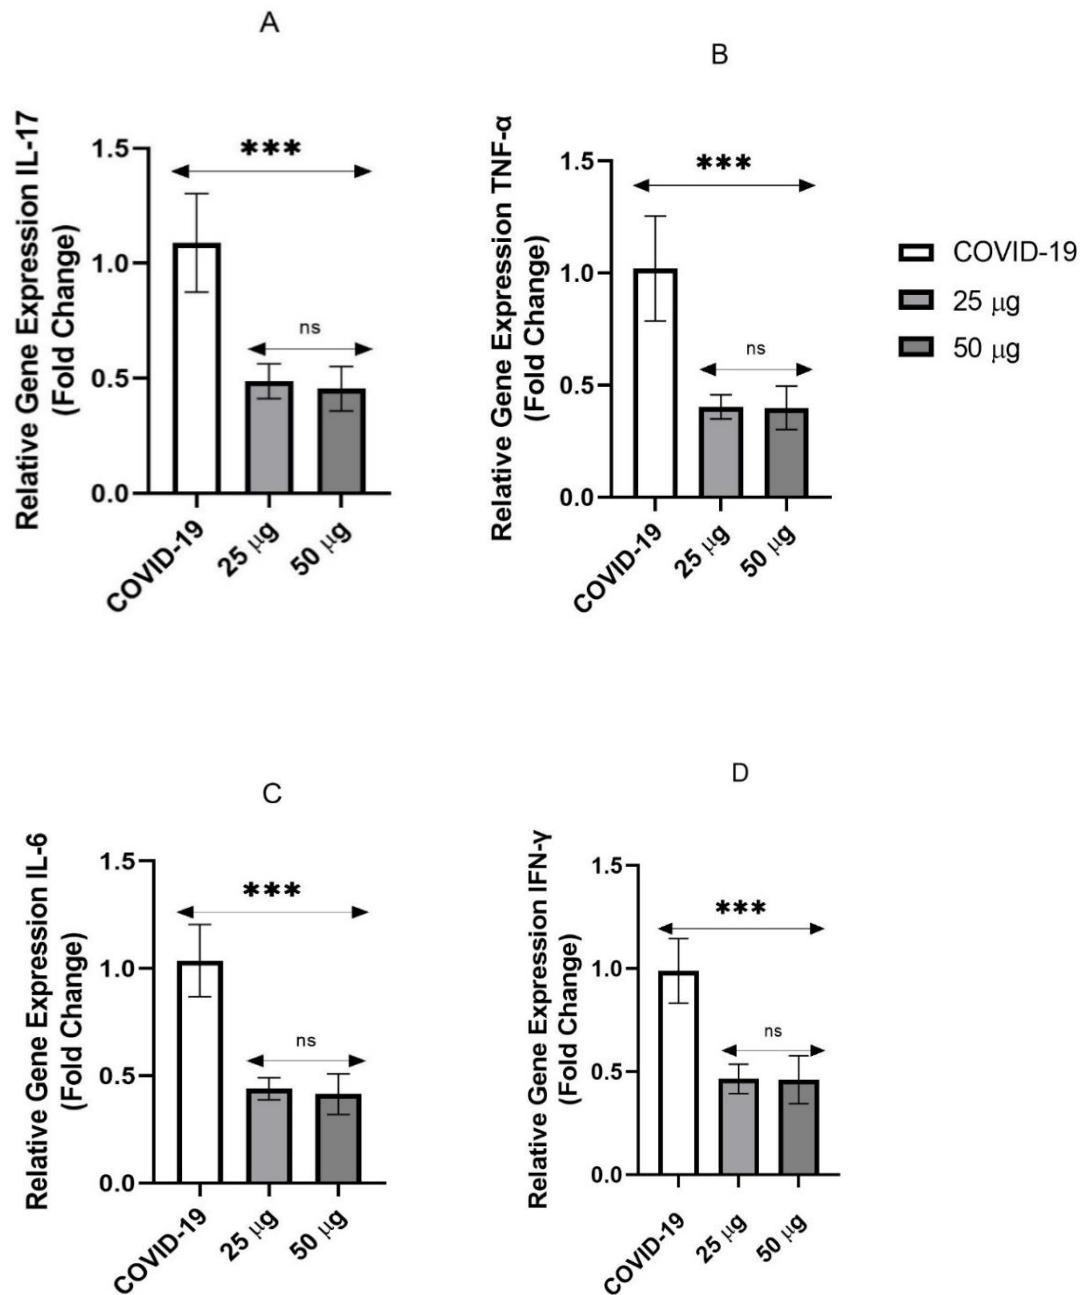 A
Relative Gene Expression IL-17
(Fold Change)
1.5
1.0
0.5
0.0
***
ns
COVID-19
25 μg
50 μg
B
Relative Gene Expression TNF-α
(Fold Change)
1.5
1.0
0.5
0.0
***
ns
COVID-19
25 μg
50 μg
COVID-19
25 μg
50 μg
C
Relative Gene Expression IL-6
(Fold Change)
1.5
1.0
0.5
0.0
***
ns
COVID-19
25 μg
50 μg
D
Relative Gene Expression IFN-γ
(Fold Change)
1.5
1.0
0.5
0.0
***
ns
COVID-19
25 μg
50 μg